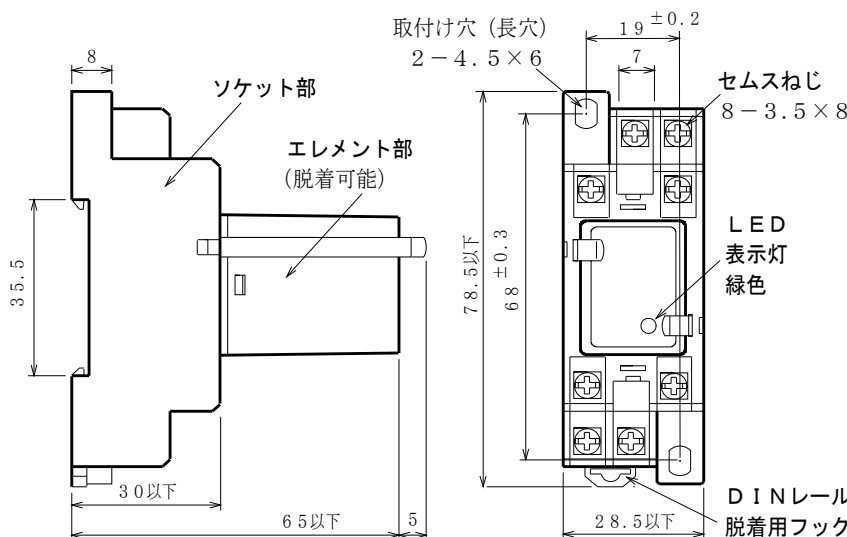 8
ソケット部
エレメント部
(脱着可能)
35.5
30以下
65以下
5
取付け穴 (長穴)
2－4.5×6
19±0.2
7
セムスねじ
8－3.5×8
78.5以下
68±0.3
ＬＥＤ
表示灯
緑色
28.5以下
ＤＩＮレール
脱着用フック